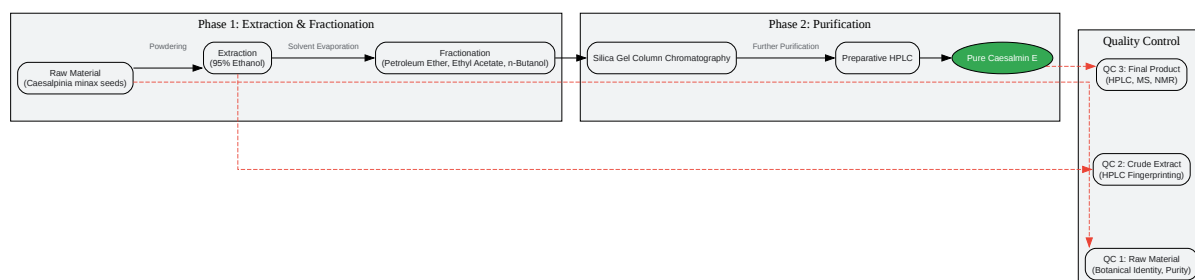 Phase 1: Extraction & Fractionation
Powdering
Solvent Evaporation
Raw Material
(Caesalpinia minax seeds)
Extraction
(95% Ethanol)
Fractionation
(Petroleum Ether, Ethyl Acetate, n-Butanol)
Phase 2: Purification
Silica Gel Column Chromatography
Further Purification
Preparative HPLC
Pure Caesalmin E
Quality Control
QC 3: Final Product
(HPLC, MS, NMR)
QC 2: Crude Extract
(HPLC Fingerprinting)
QC 1: Raw Material
(Botanical Identity, Purity)